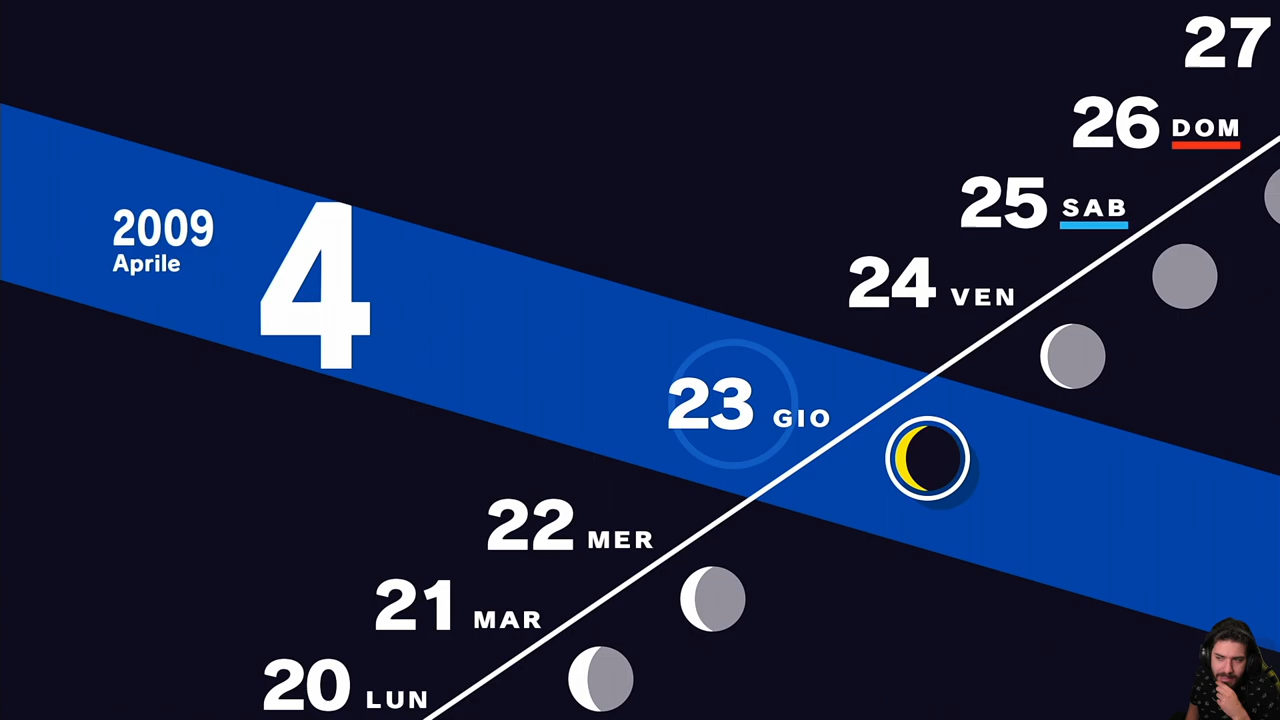 27
26 DOM
25 SAB
24 VEN
2009
Aprile
4
23 GIO
22 MER
21 MAR
20 LUN